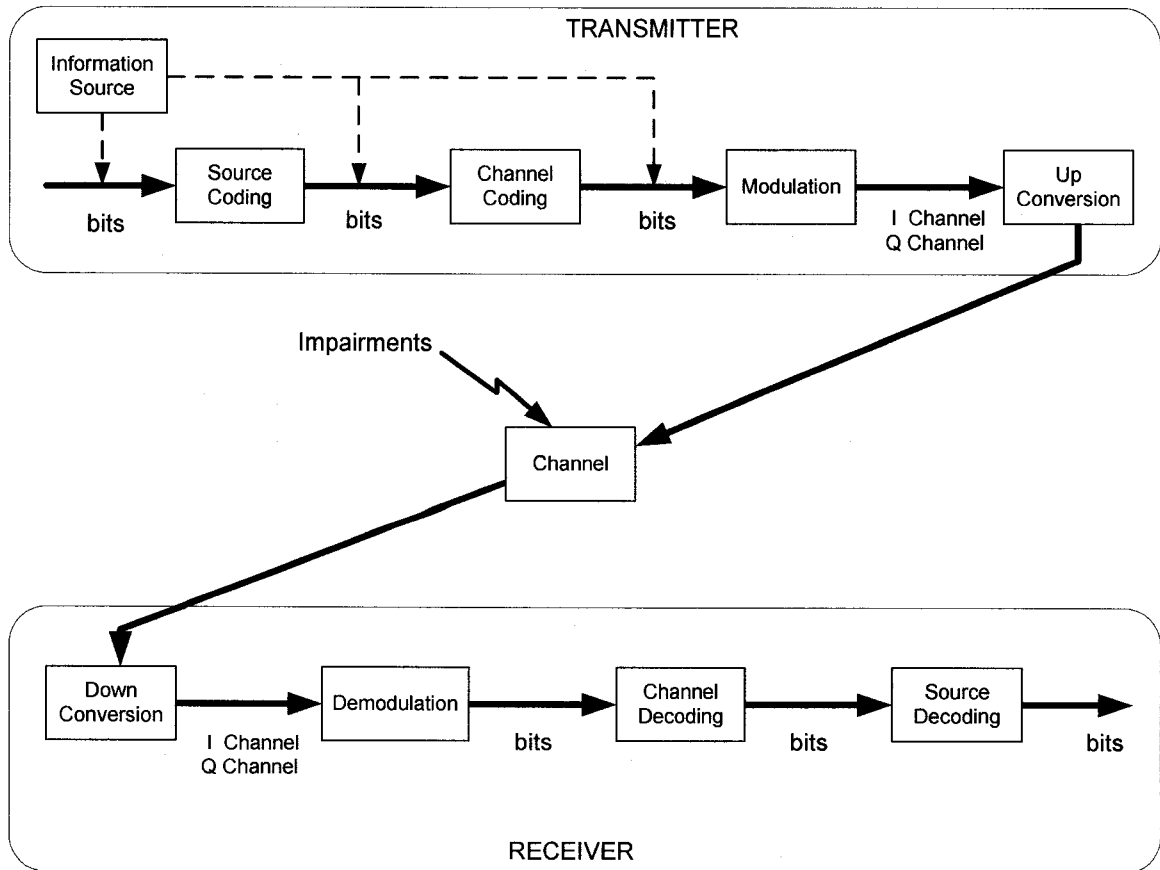 TRANSMITTER
Information
Source
Source
Coding
Channel
Coding
Modulation
Up
Conversion
bits
bits
bits
I Channel
Q Channel
Impairments
Channel
Down
Conversion
Demodulation
Channel
Decoding
Source
Decoding
I Channel
Q Channel
bits
bits
bits
RECEIVER